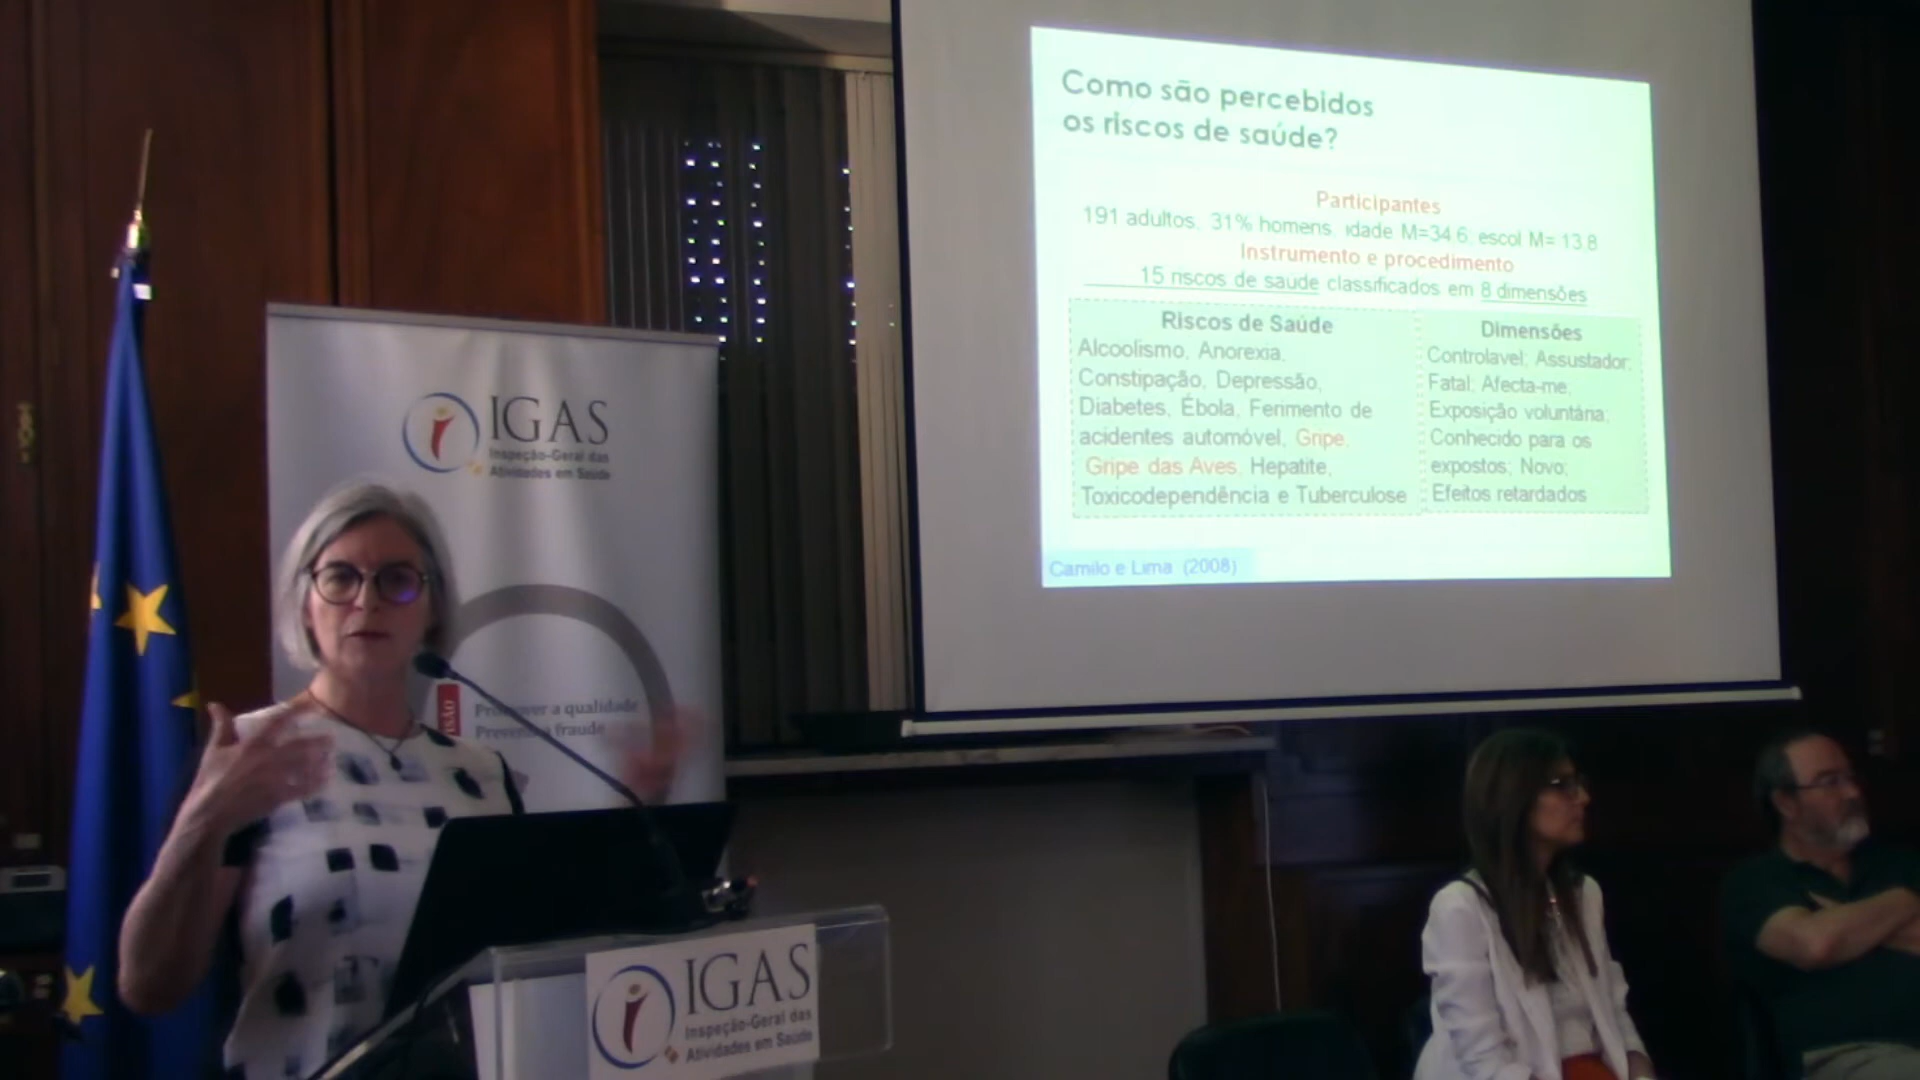 Como são percebidos
os riscos de saúde?
Participantes
191 adultos, 31% homens, idade M=34.6, escol M= 13.8
Instrumento e procedimento
15 riscos de saúde classificados em 8 dimensões
Riscos de Saúde
Alcoolismo, Anorexia,
Constipação, Depressão,
Diabetes, Ébola, Ferimento de
acidentes automóvel, Gripe,
Gripe das Aves, Hepatite,
Toxicodependência e Tuberculose
Dimensões
Controlavel; Assustador;
Fatal; Afecta-me;
Exposição voluntária;
Conhecido para os
expostos; Novo;
Efeitos retardados
Camilo e Lima (2008)
IGAS
Inspeção-Geral das
Atividades em Saúde
Promover a qualidade
Prevenir a fraude
IGAS
Inspeção-Geral das
Atividades em Saúde